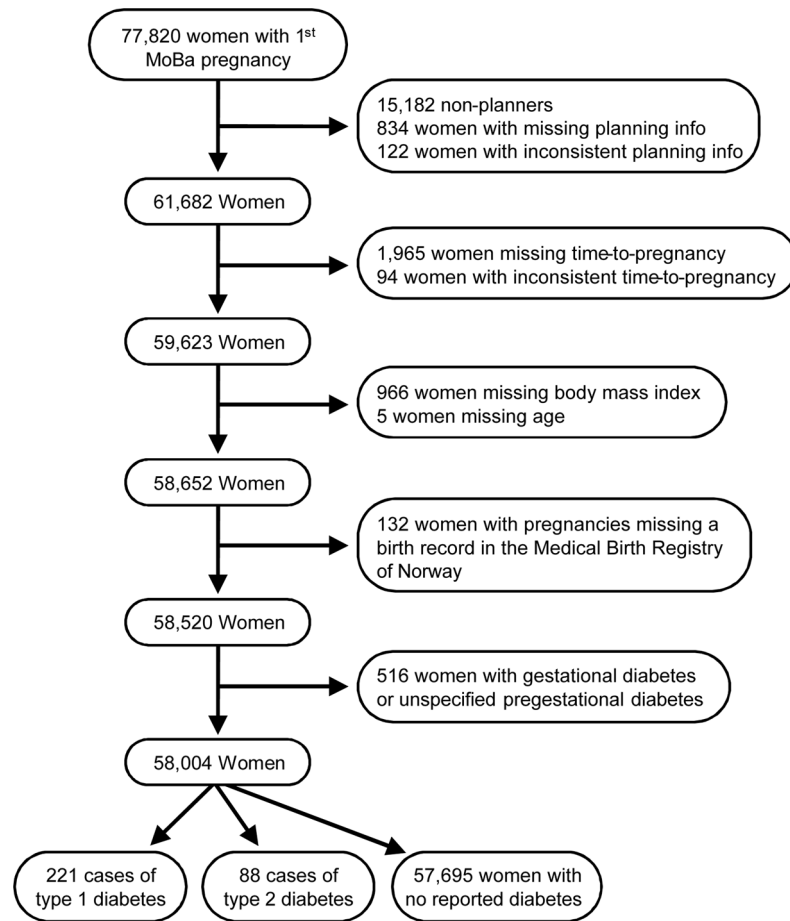 77,820 women with 1st
MoBa pregnancy
15,182 non-planners
834 women with missing planning info
122 women with inconsistent planning info
61,682 Women
1,965 women missing time-to-pregnancy
94 women with inconsistent time-to-pregnancy
59,623 Women
966 women missing body mass index
5 women missing age
58,652 Women
132 women with pregnancies missing a
birth record in the Medical Birth Registry
of Norway
58,520 Women
516 women with gestational diabetes
or unspecified pregestational diabetes
58,004 Women
221 cases of
type 1 diabetes
88 cases of
type 2 diabetes
57,695 women with
no reported diabetes